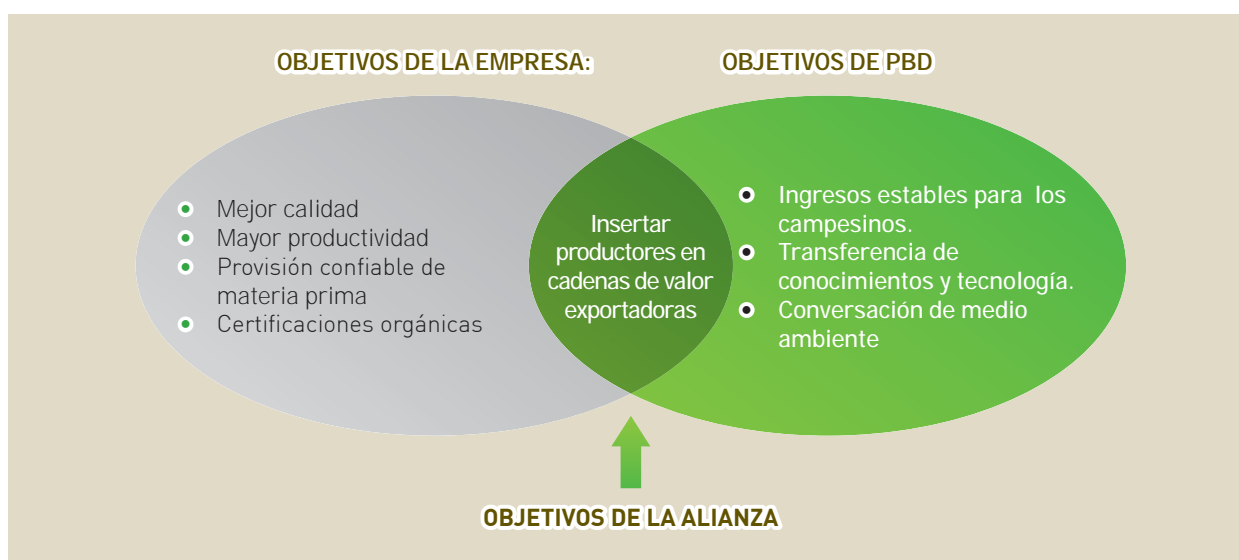 OBJETIVOS DE LA EMPRESA:
OBJETIVOS DE PBD
Mejor calidad
Mayor productividad
Provisión confiable de
materia prima
Certificaciones orgánicas
Insertar
productores en
cadenas de valor
exportadoras
Ingresos estables para los
campesinos.
Transferencia de
conocimientos y tecnología.
Conversación de medio
ambiente
OBJETIVOS DE LA ALIANZA